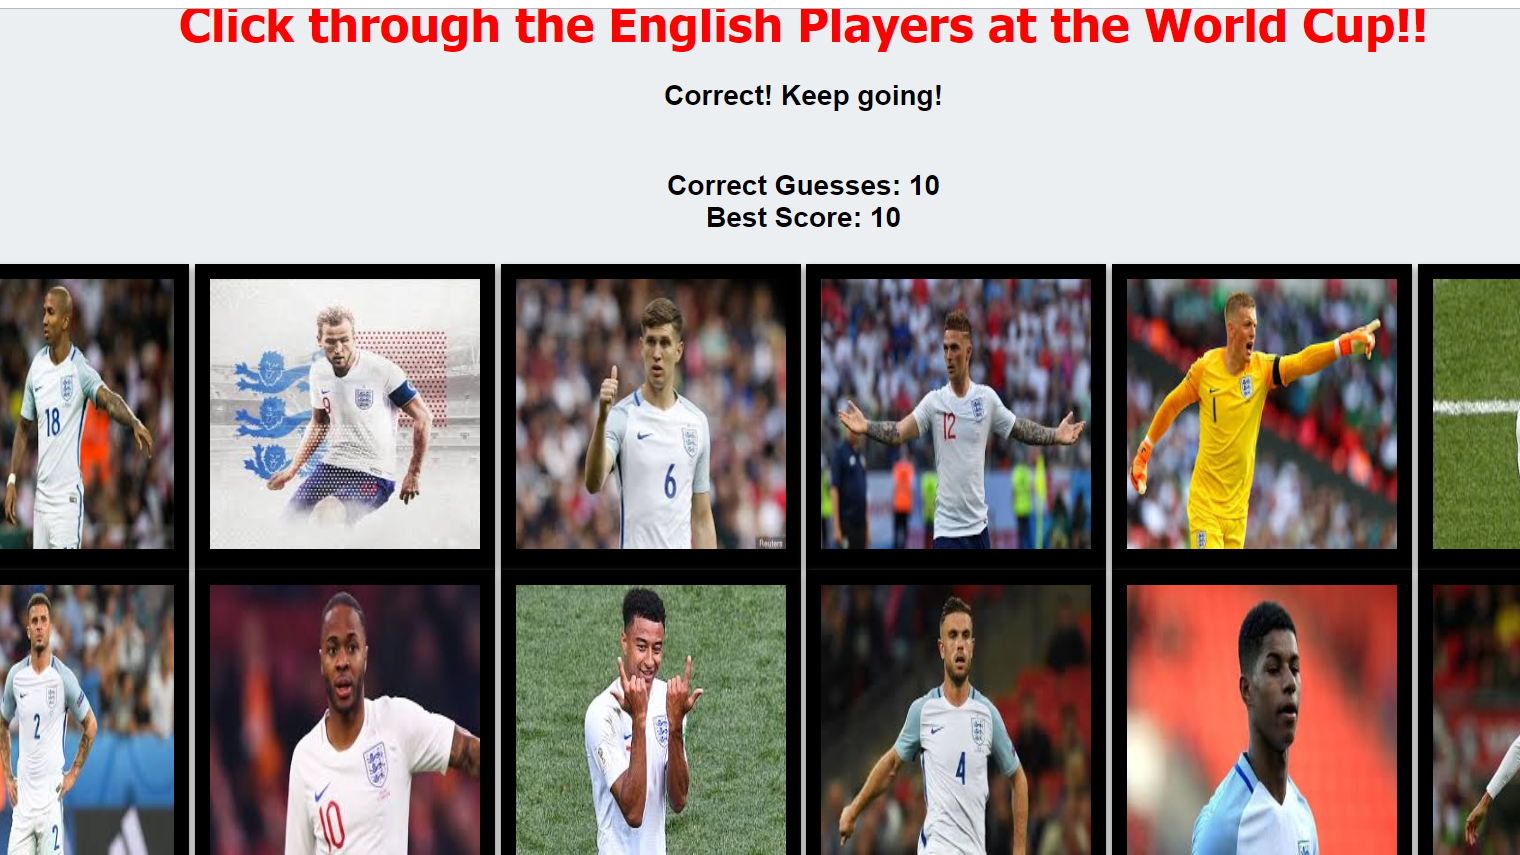 Click through the English Players at the World Cup!!
Correct! Keep going!
Correct Guesses: 10
Best Score: 10
18
9
6
Reuters
12
1
2
2
10
4